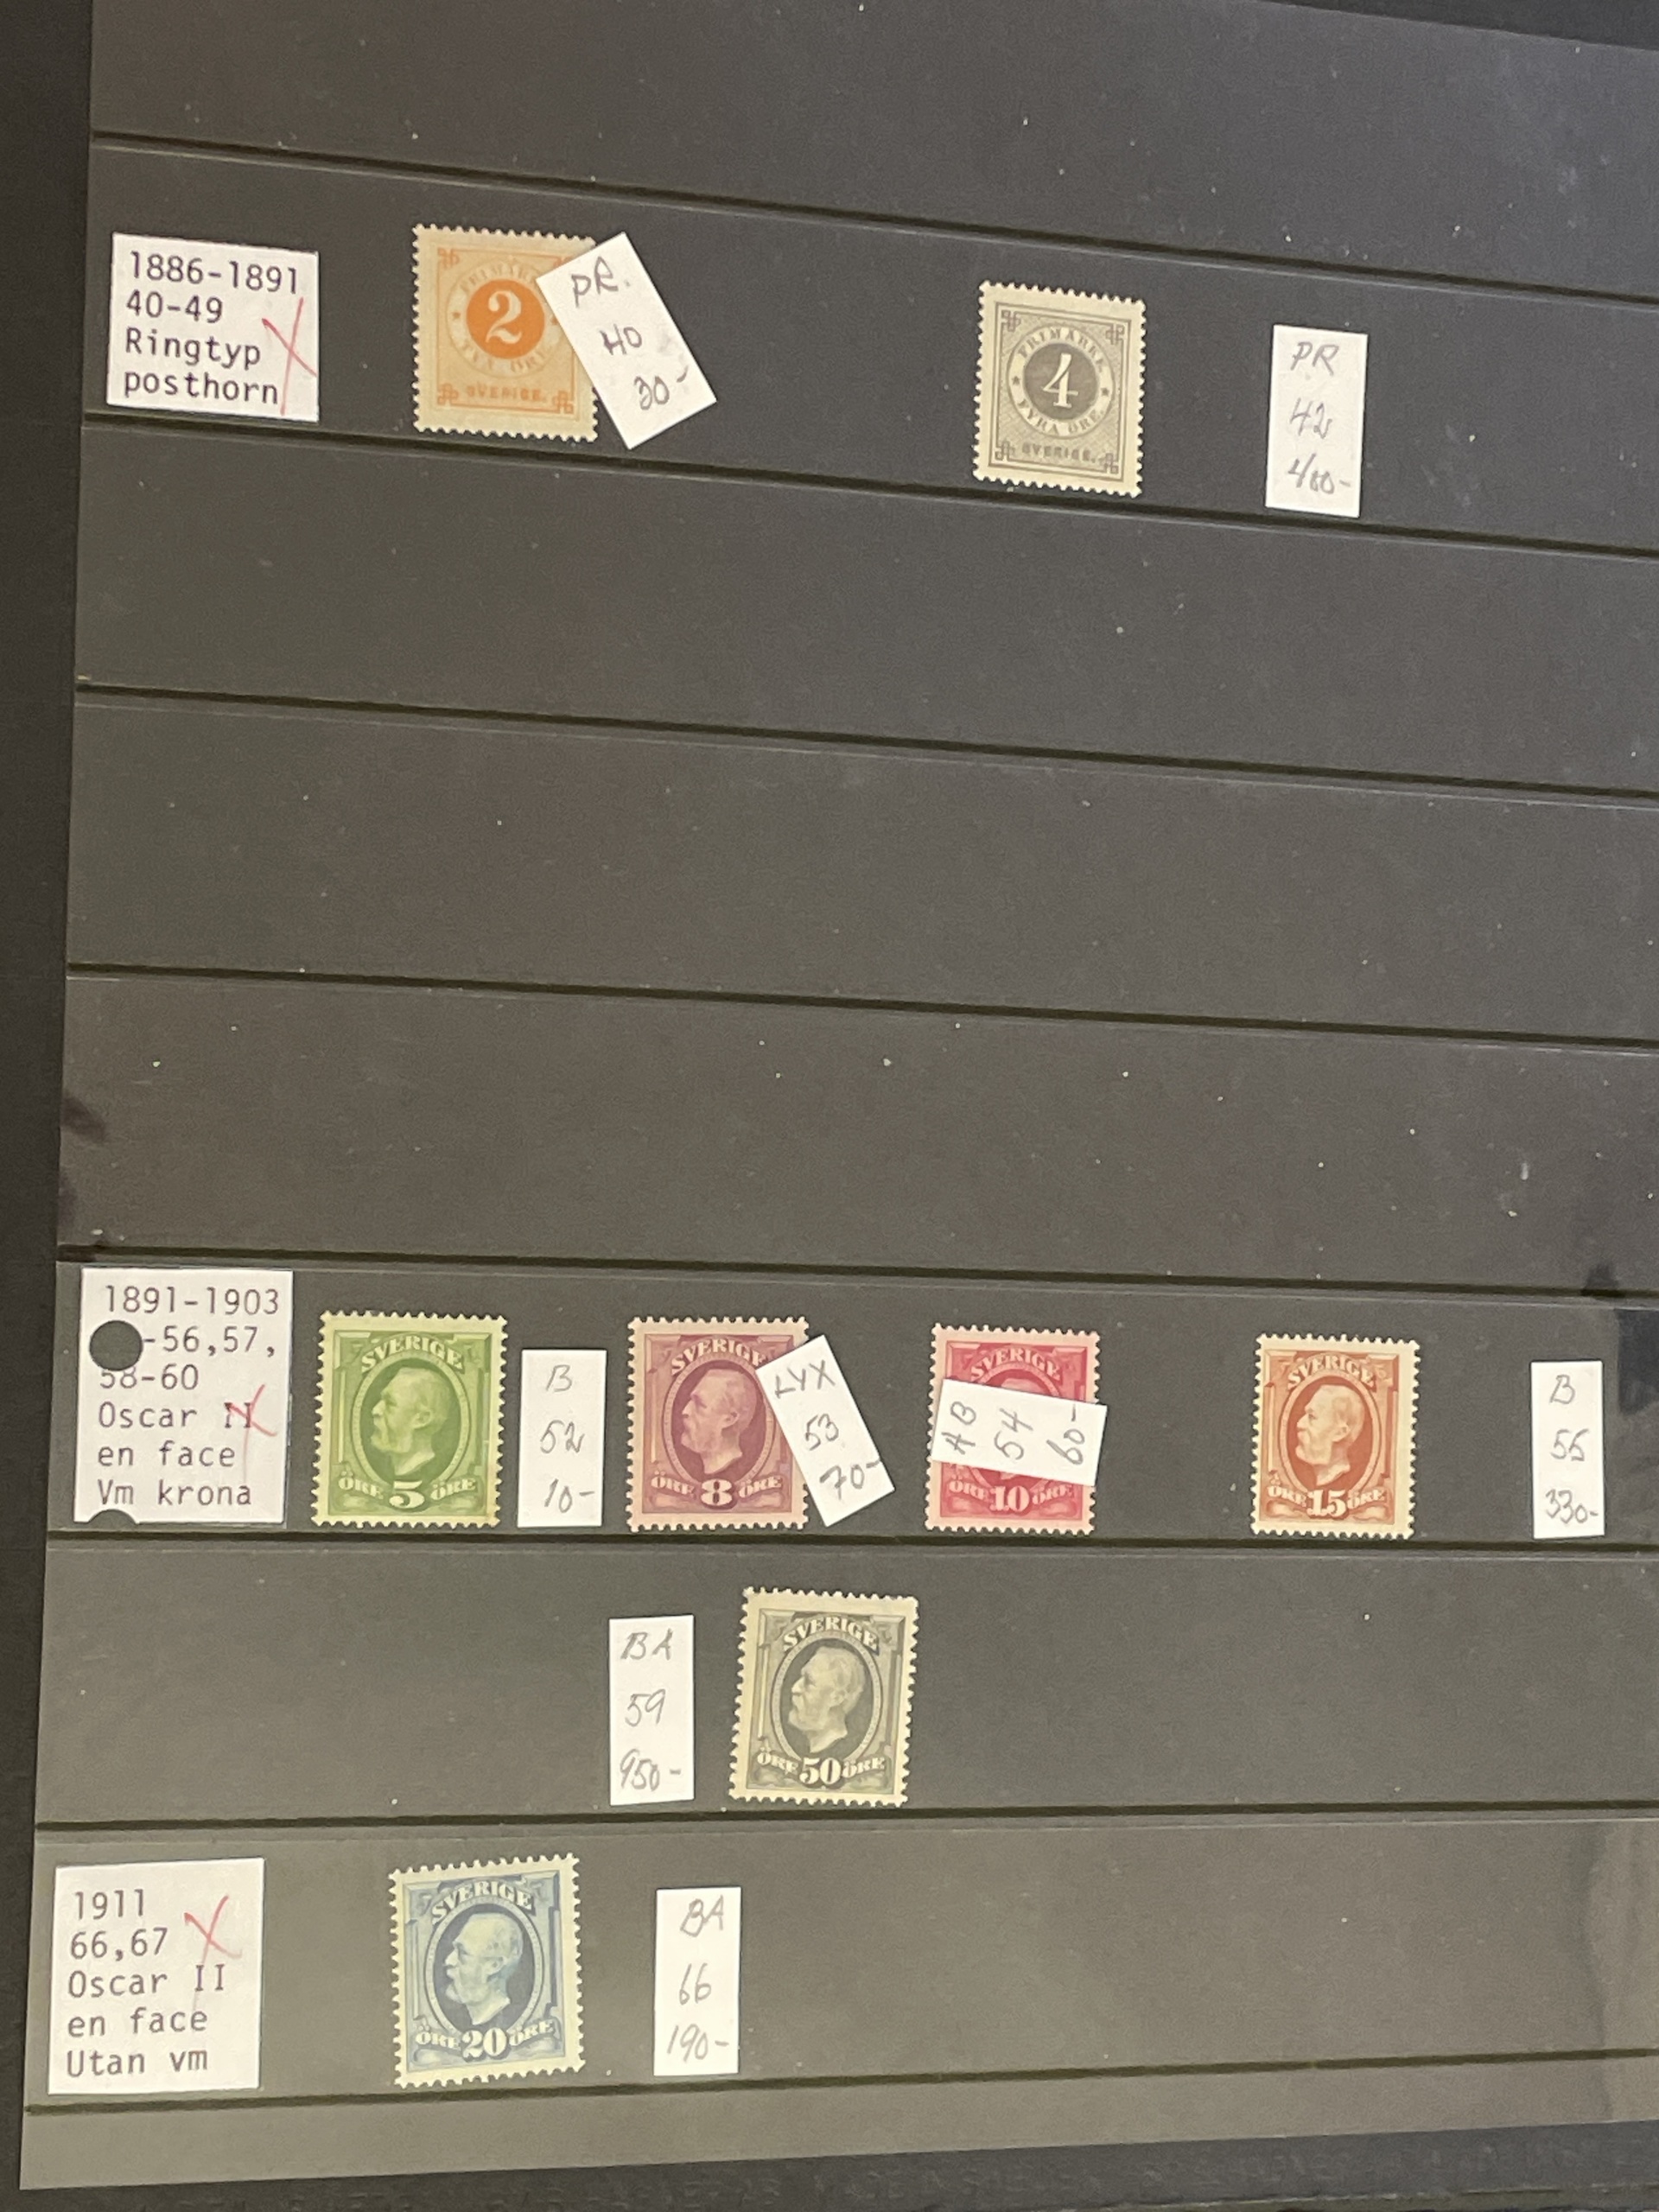 1886-1891
40-49
Ringtyp
posthorn
FRIMÄRKE
2
TVÅ ÖRE
SVERIGE.
PR.
40
30-
FRIMÄRKE
4
FYRA ÖRE
SVERIGE.
PR
42
400-
1891-1903
-56,57,
58-60
Oscar II
en face
Vm krona
SVERIGE
ÖRE 5 ÖRE
B
52
10-
SVERIGE
ÖRE 8 ÖRE
LYX
53
70-
SVERIGE
AB
54
60-
ÖRE 10 ÖRE
SVERIGE
ÖRE 15 ÖRE
B
55
330-
BA
59
950-
SVERIGE
ÖRE 50 ÖRE
1911
66,67
Oscar II
en face
Utan vm
SVERIGE
ÖRE 20 ÖRE
BA
66
190-